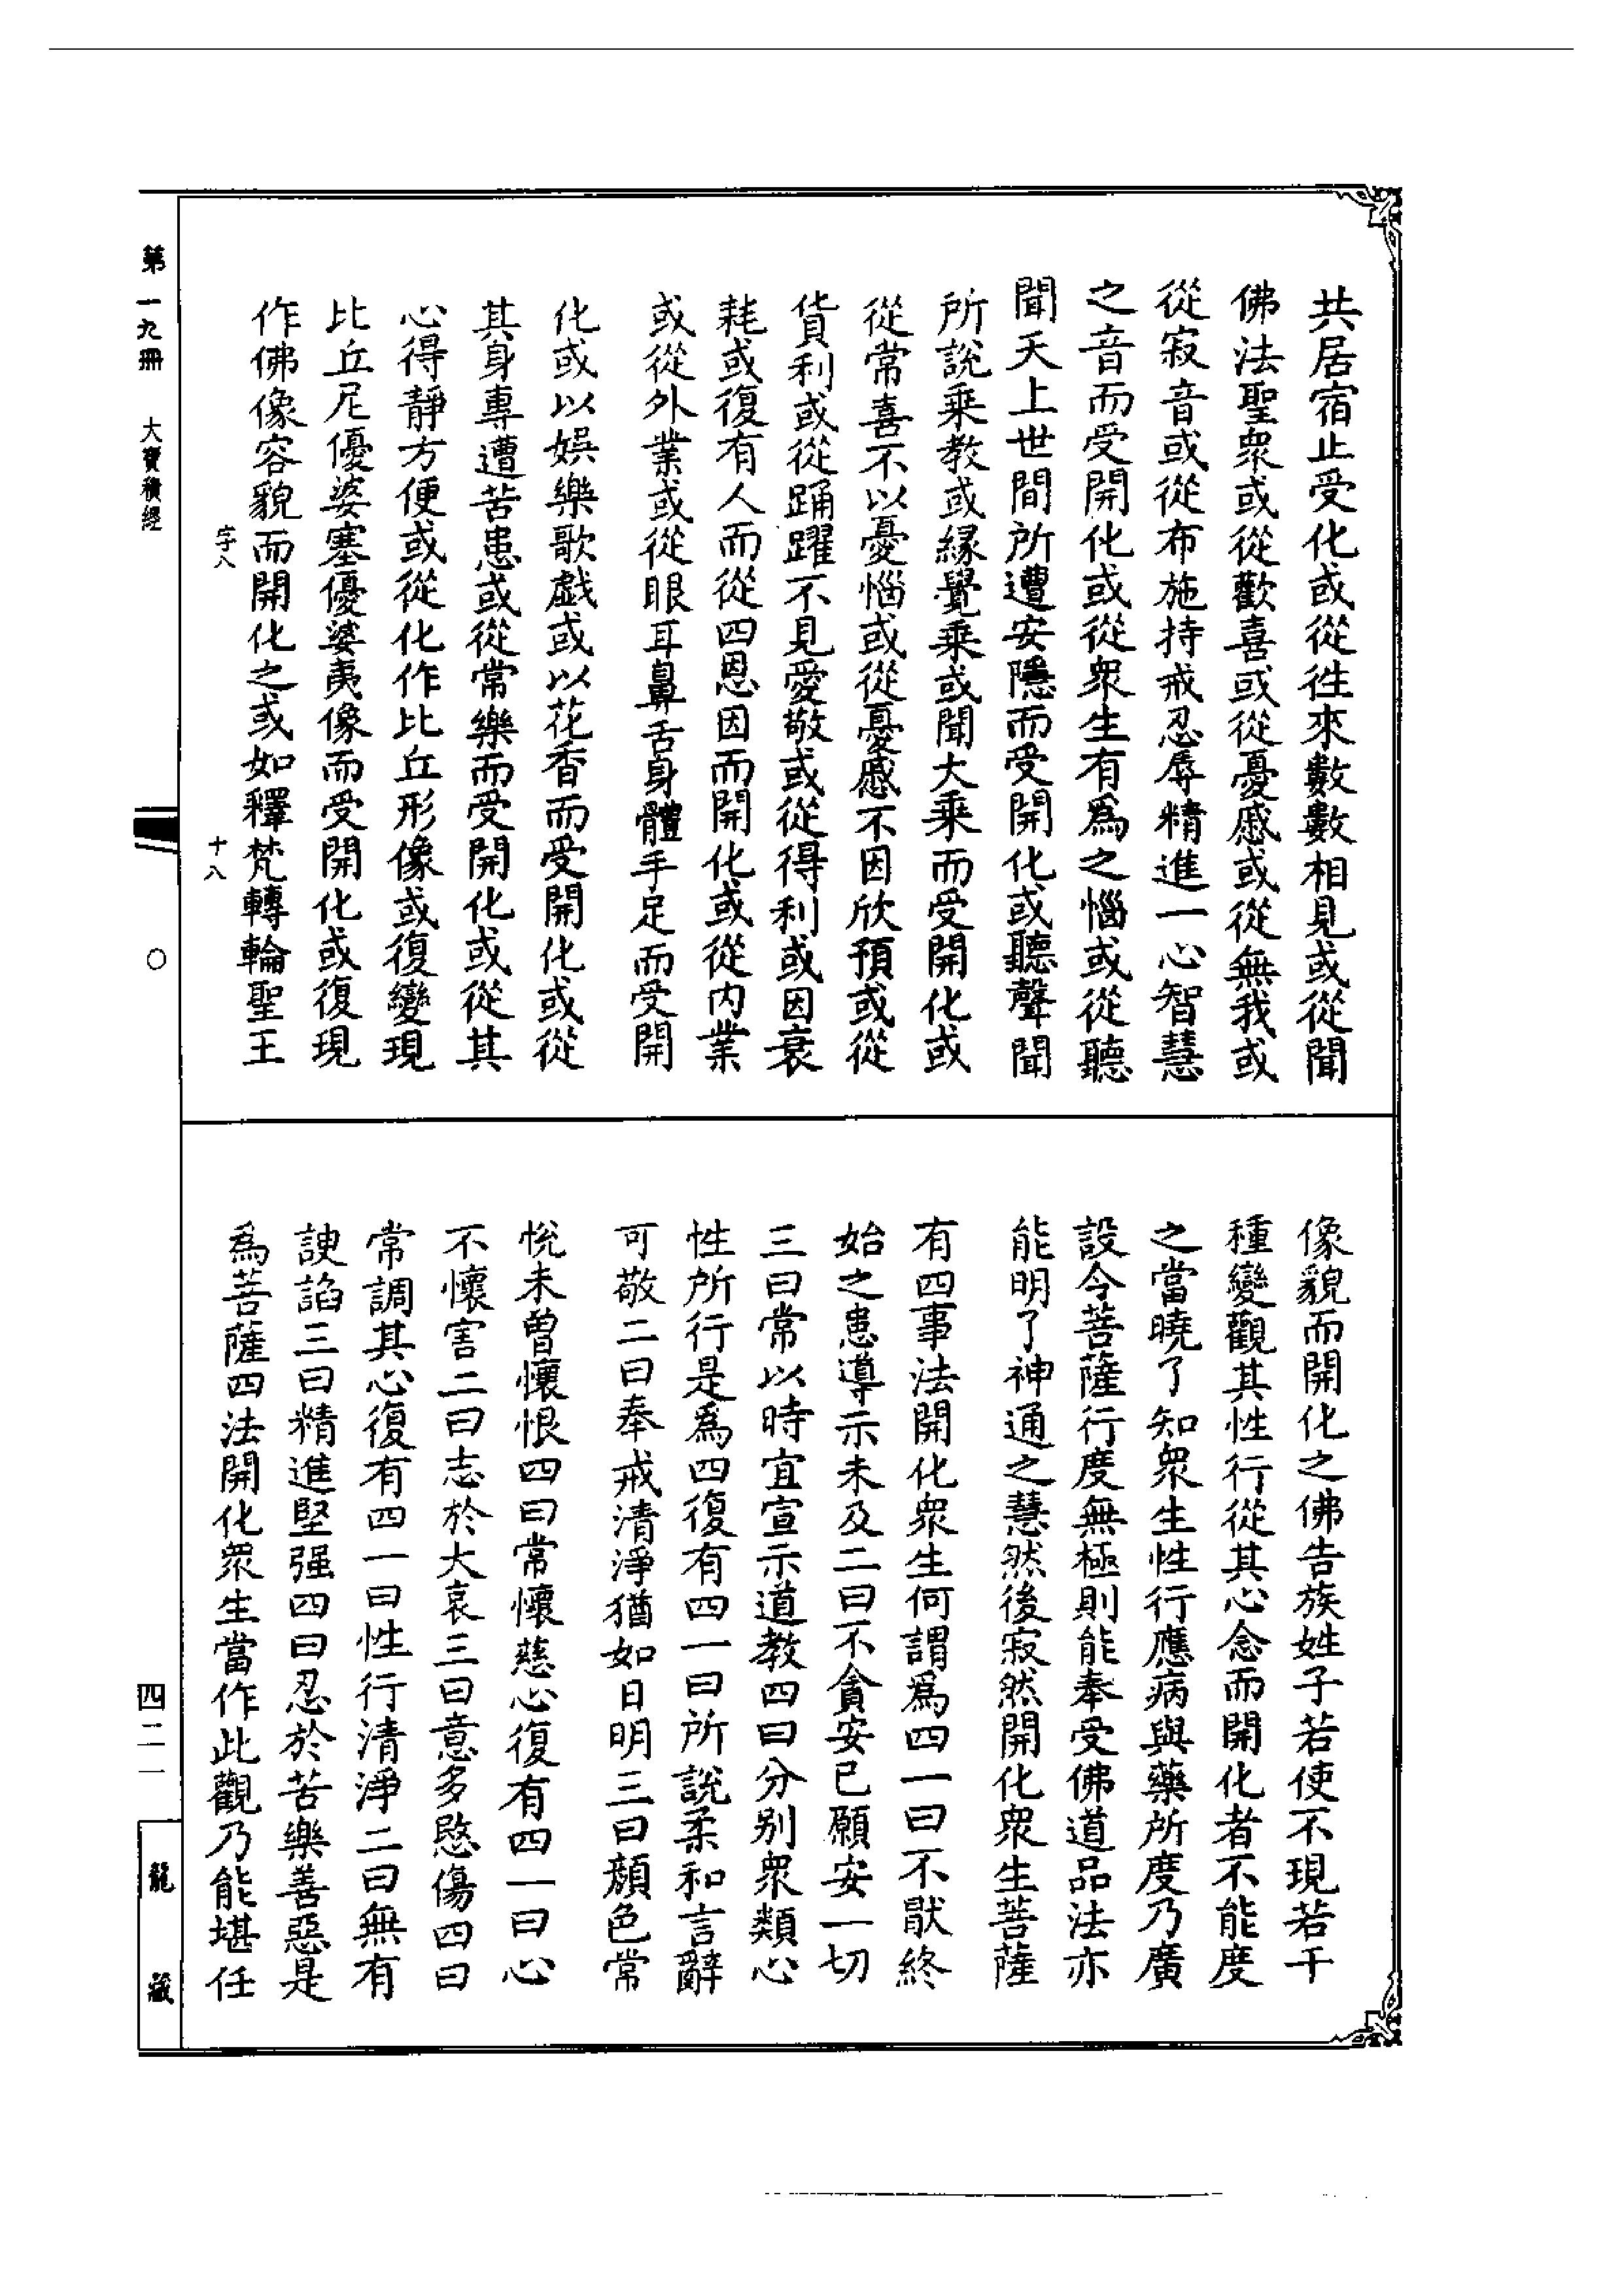 共居宿止受化或從徃來數數相見或從聞
佛法聖衆或從歡喜或從憂慼或從無我或
從寂音或從布施持戒忍辱精進一心智慧
之音而受開化或從衆生有爲之惱或從聽
聞天上世間所遭安隱而受開化或聽聲聞
所說乘教或緣覺乘或聞大乘而受開化或
從常喜不以憂惱或從憂慼不因欣預或從
貨利或從踊躍不見愛敬或從得利或因衰
耗或復有人而從四恩因而開化或從内業
或從外業或從眼耳鼻舌身體手足而受開
化或以娛樂歌戯或以花香而受開化或從
其身專遭苦患或從常樂而受開化或從其
心得靜方便或從化作比丘形像或復變現
比丘尼優婆塞優婆夷像而受開化或復現
作佛像容貌而開化之或如釋梵轉輪聖王
字八
十八
像貌而開化之佛告族姓子若使不現若干
種變觀其性行從其心念而開化者不能度
之當曉了知衆生性行應病與藥所度乃廣
設令菩薩行度無極則能奉受佛道品法亦
能明了神通之慧然後寂然開化衆生菩薩
有四事法開化衆生何謂爲四一曰不猒終
始之患導示未及二曰不貪安已願安一切
三曰常以時宜宣示道教四曰分别衆類心
性所行是爲四復有四一曰所說柔和言辭
可敬二曰奉戒清淨猶如日明三曰顔色常
悅未曾懷恨四曰常懷慈心復有四一曰心
不懷害二曰志於大哀三曰意多愍傷四曰
常調其心復有四一曰性行清淨二曰無有
諛諂三曰精進堅强四曰忍於苦樂善惡是
爲菩薩四法開化衆生當作此觀乃能堪任
第一九冊 大寶積經
四二一
龍藏